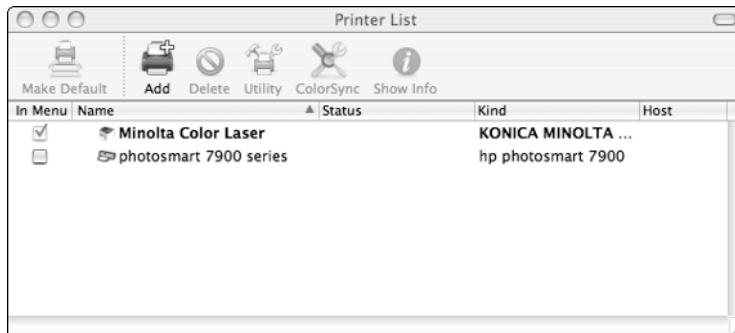 Printer List
Make Default Add Delete Utility ColorSync Show Info
In Menu Name Status Kind Host
Minolta Color Laser KONICA MINOLTA ...
photosmart 7900 series hp photosmart 7900